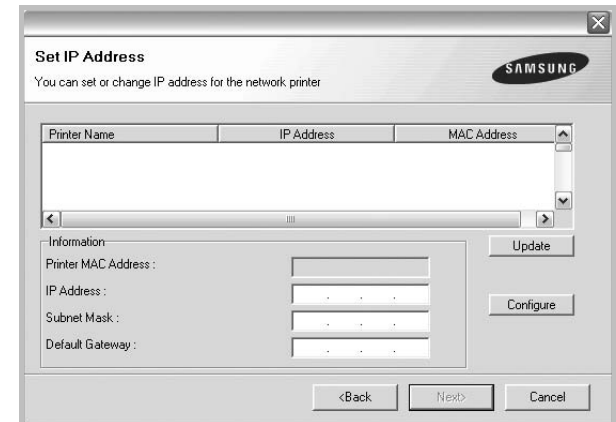 Set IP Address
You can set or change IP address for the network printer
SAMSUNG
Printer Name IP Address MAC Address
Information
Update
Printer MAC Address :
IP Address :
Configure
Subnet Mask :
Default Gateway :
<Back Next> Cancel